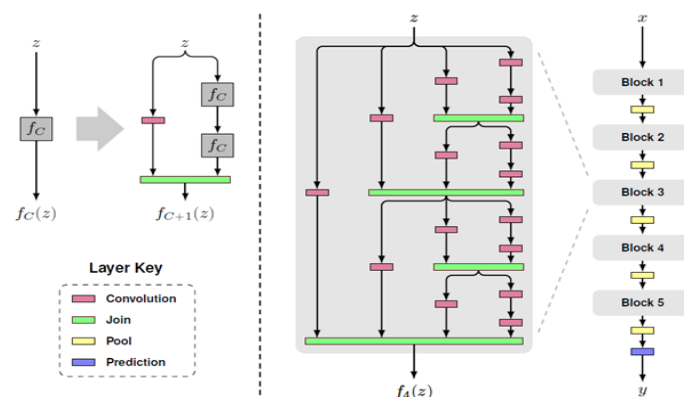 z
f_C
f_C(z)
z
f_C
f_C
f_{C+1}(z)
Layer Key
Convolution
Join
Pool
Prediction
z
f_4(z)
x
Block 1
Block 2
Block 3
Block 4
Block 5
y